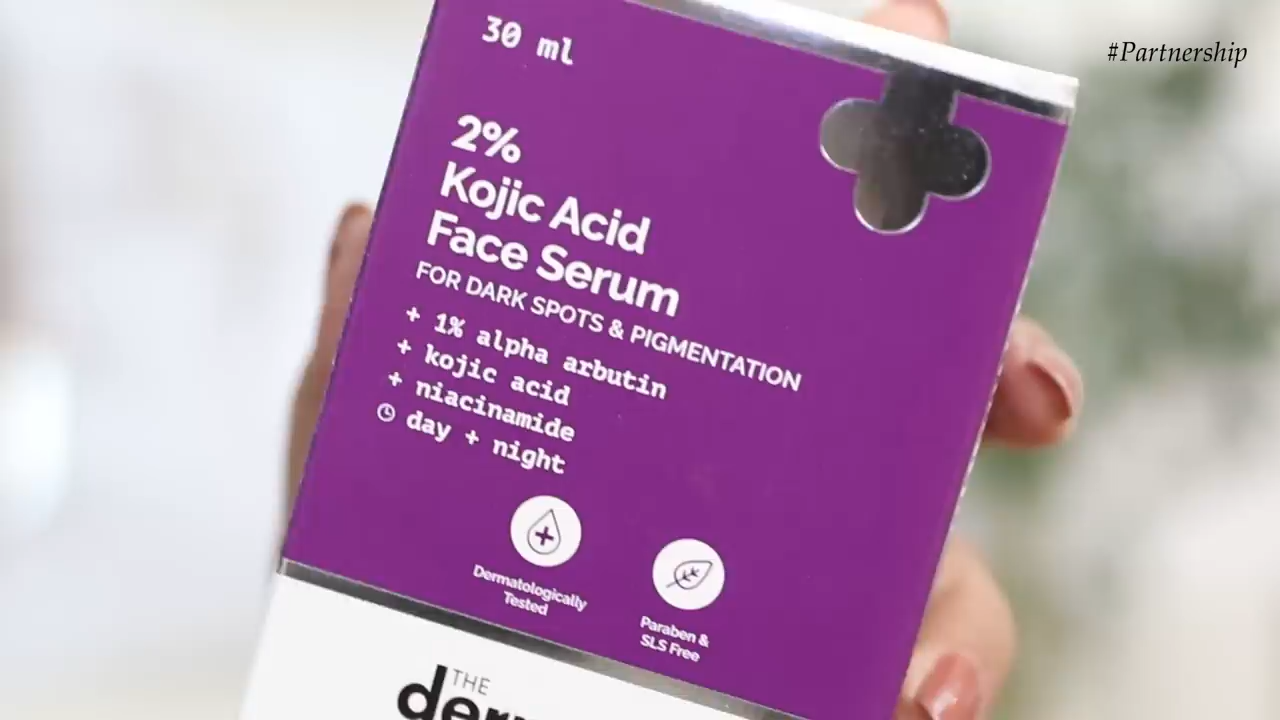 #Partnership
30 ml
2%
Kojic Acid
Face Serum
FOR DARK SPOTS & PIGMENTATION
+ 1% alpha arbutin
+ kojic acid
+ niacinamide
day + night
Dermatologically
Tested
Paraben &
SLS Free
THE